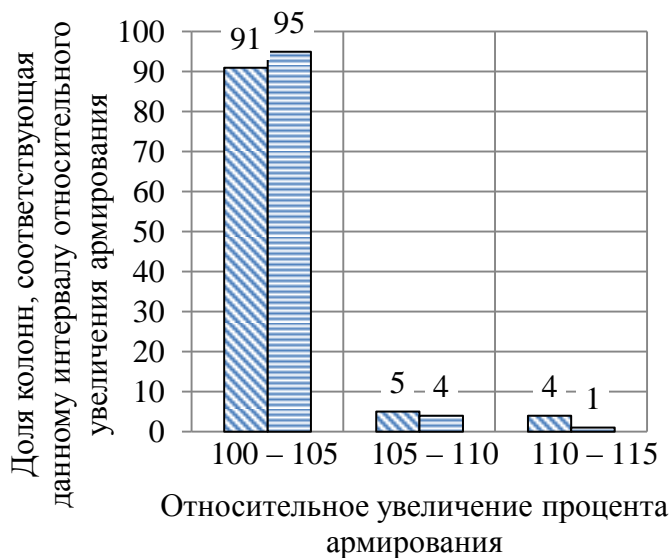 Доля колонн, соответствующая
данному интервалу относительного
увеличения армирования
100
90
80
70
60
50
40
30
20
10
0
91
95
5
4
4
1
100 – 105
105 – 110
110 – 115
Относительное увеличение процента
армирования